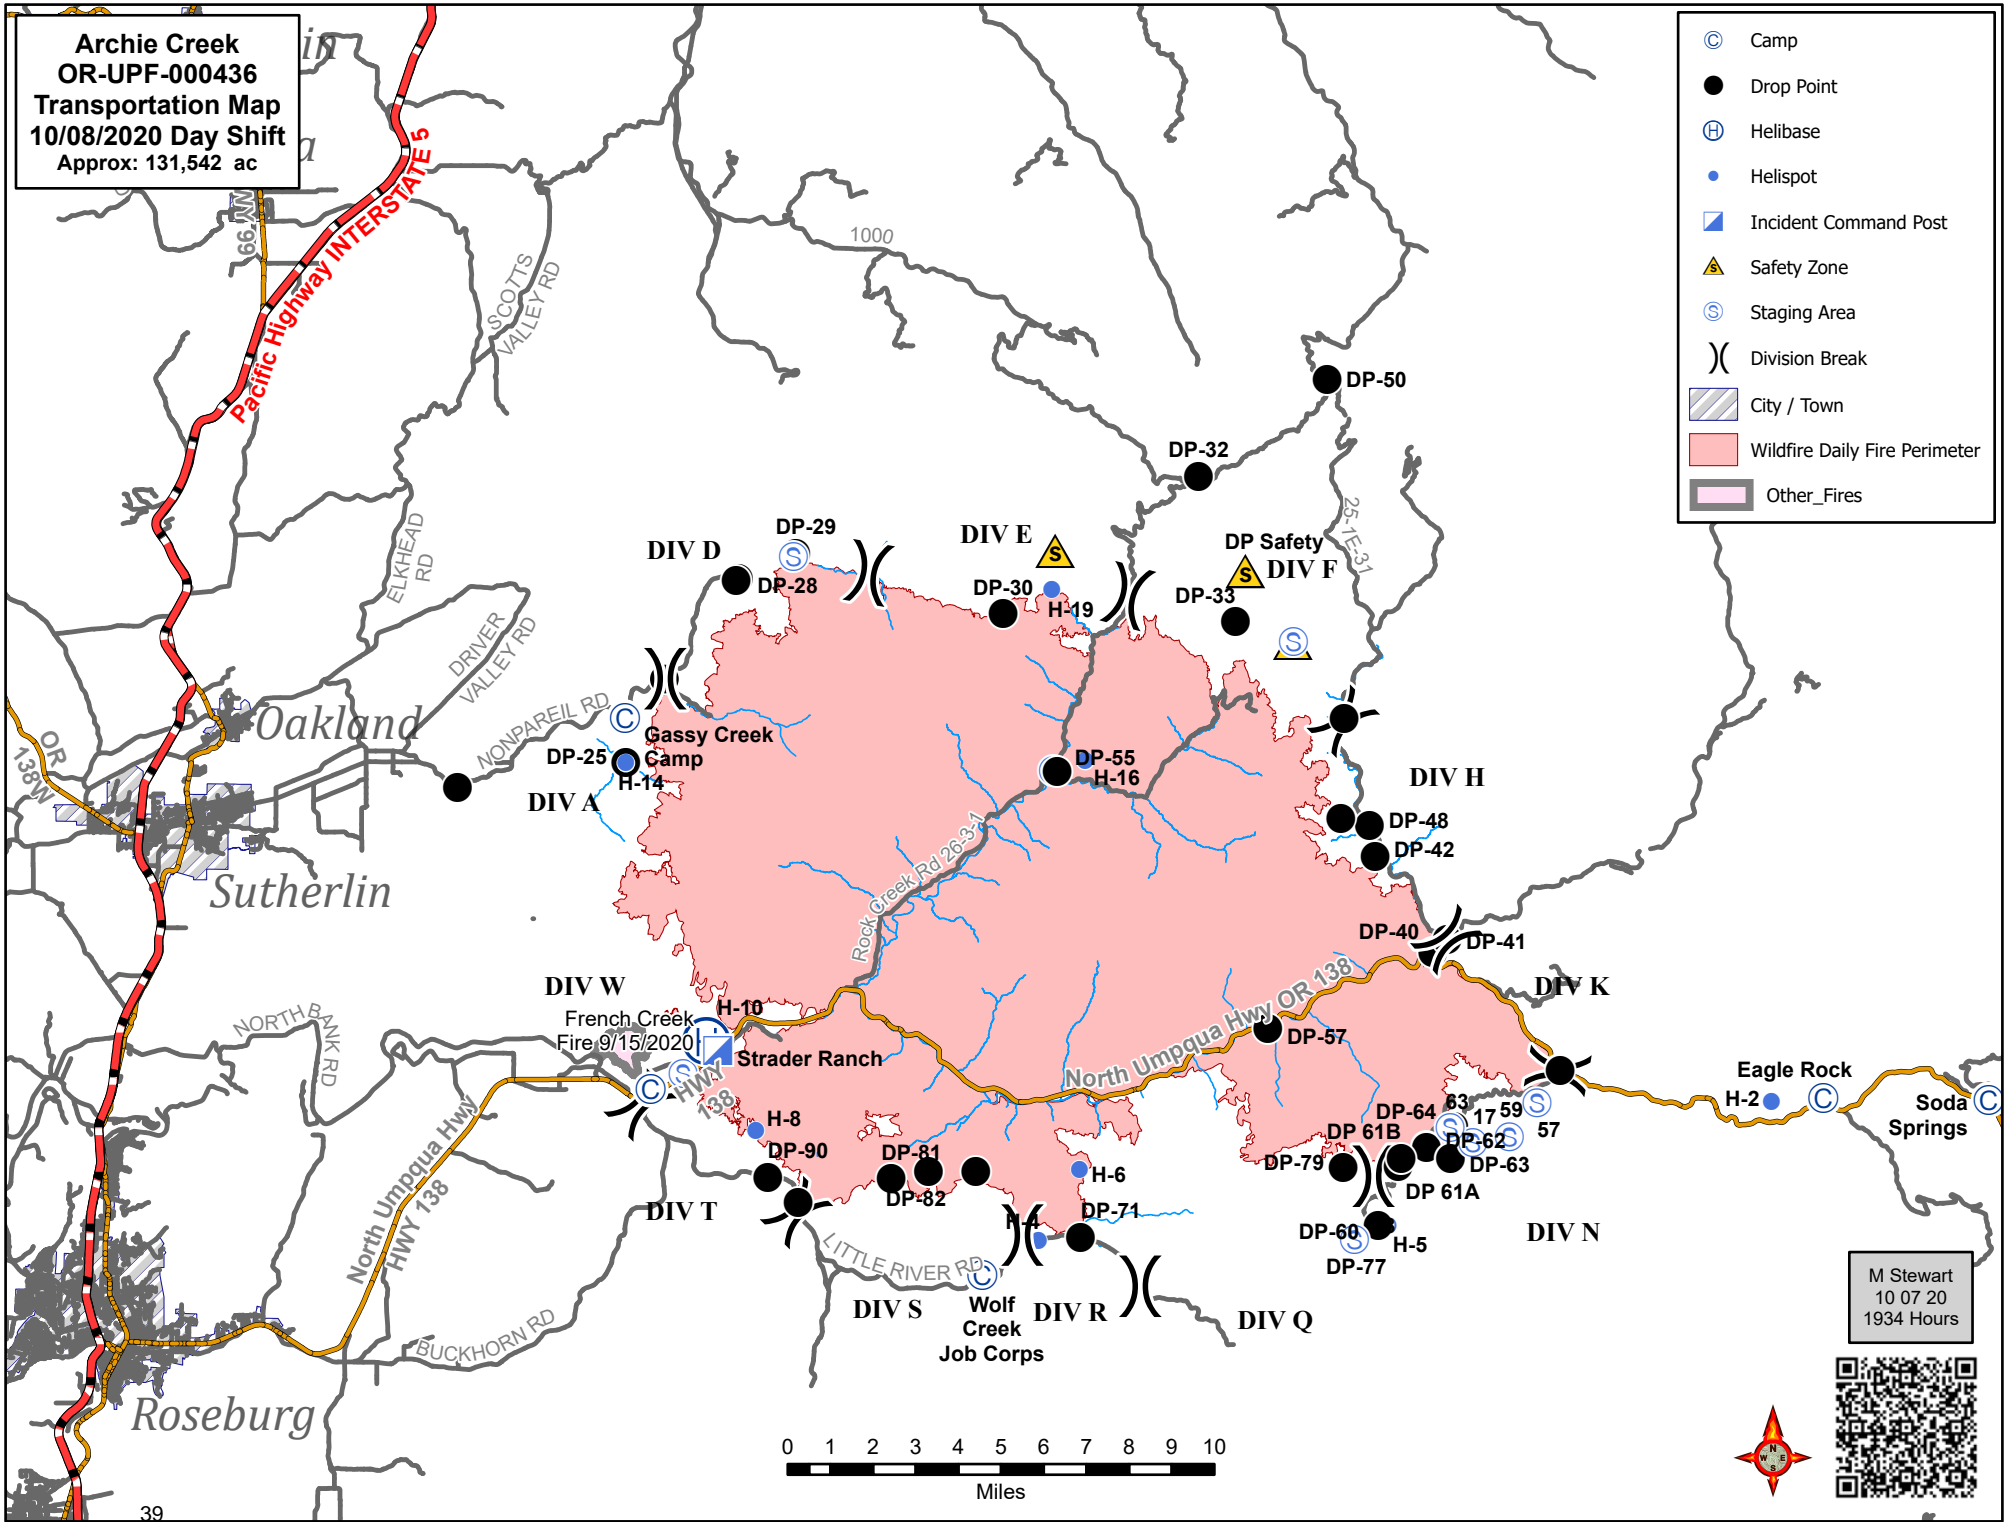 Archie Creek
OR-UPF-000436
Transportation Map
10/08/2020 Day Shift
Approx: 131,542 ac
in
a
Pacific Highway INTERSTATE 5
WY 99
SCOTTS
VALLEY RD
1000
Camp
Drop Point
Helibase
Helispot
Incident Command Post
Safety Zone
Staging Area
Division Break
City / Town
Wildfire Daily Fire Perimeter
Other_Fires
DP-50
DP-32
25-1E-31
ELKHEAD
RD
DRIVER
VALLEY RD
DIV D
DP-29
DP-28
DIV E
DP-30
H-19
DP Safety
DIV F
DP-33
OR
138W
Oakland
NONPAREIL RD
Gassy Creek
Camp
DP-25
H-14
DIV A
DP-55
H-16
DIV H
DP-48
DP-42
Sutherlin
Rock Creek Rd 26-3-1
DP-40
DP-41
DIV K
DIV W
H-10
French Creek
Fire 9/15/2020
Strader Ranch
HWY
138
NORTH BANK RD
North Umpqua Hwy OR 138
DP-57
Eagle Rock
H-2
Soda
Springs
H-8
DP-90
DP-81
DP-82
H-6
DP-64
63
17
59
57
DP 61B
DP-62
DP-63
DP-79
DP 61A
North Umpqua Hwy
HWY 138
DIV T
H-4
DP-71
DP-60
H-5
DP-77
DIV N
LITTLE RIVER RD
DIV S
Wolf
Creek
Job Corps
DIV R
DIV Q
BUCKHORN RD
Roseburg
M Stewart
10 07 20
1934 Hours
0 1 2 3 4 5 6 7 8 9 10
Miles
N
W E
S
39